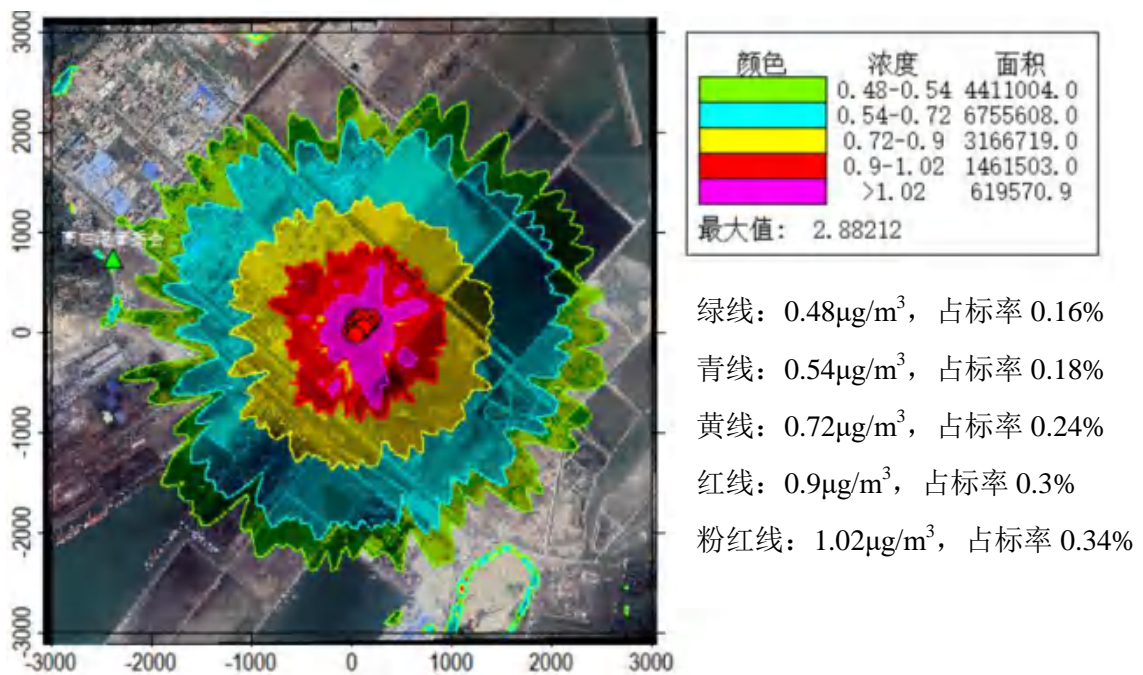 颜色 浓度 面积
0.48-0.54 4411004.0
0.54-0.72 6755608.0
0.72-0.9 3166719.0
0.9-1.02 1461503.0
>1.02 619570.9
最大值: 2.88212
绿线：0.48μg/m³，占标率 0.16%
青线：0.54μg/m³，占标率 0.18%
黄线：0.72μg/m³，占标率 0.24%
红线：0.9μg/m³，占标率 0.3%
粉红线：1.02μg/m³，占标率 0.34%
3000
2000
1000
0
-1000
-2000
-3000
-3000 -2000 -1000 0 1000 2000 3000